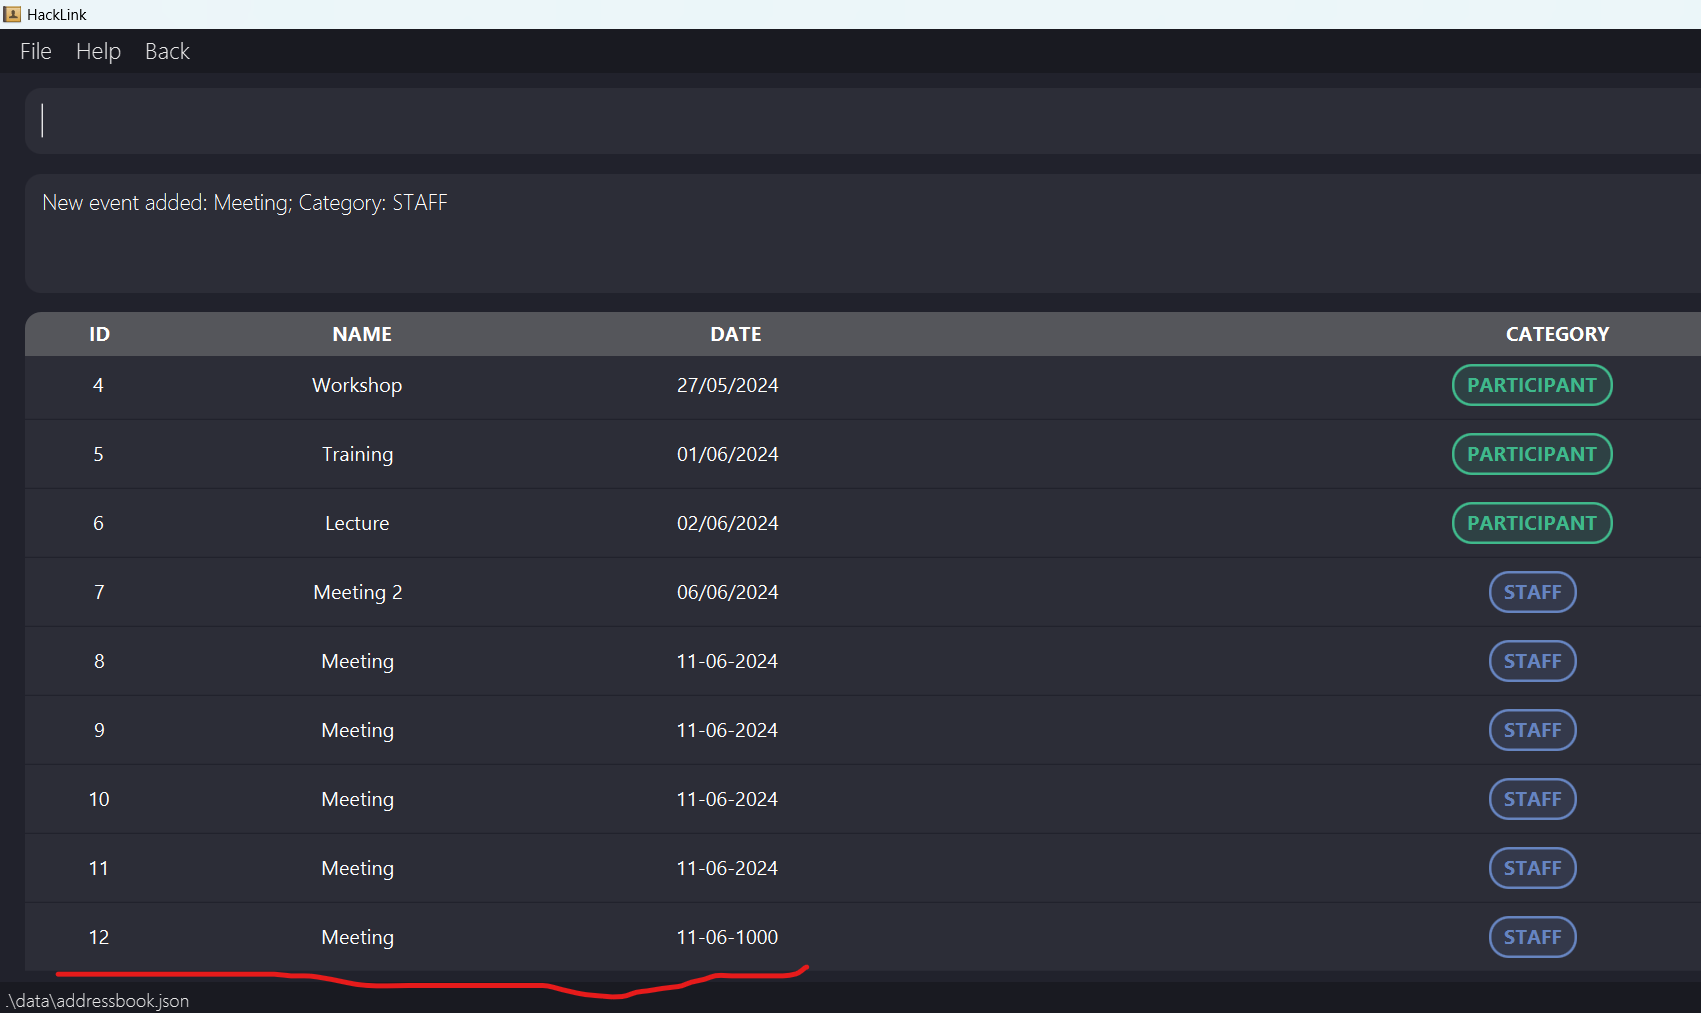 HackLink
File Help Back
New event added: Meeting; Category: STAFF
ID NAME DATE CATEGORY
4 Workshop 27/05/2024 PARTICIPANT
5 Training 01/06/2024 PARTICIPANT
6 Lecture 02/06/2024 PARTICIPANT
7 Meeting 2 06/06/2024 STAFF
8 Meeting 11-06-2024 STAFF
9 Meeting 11-06-2024 STAFF
10 Meeting 11-06-2024 STAFF
11 Meeting 11-06-2024 STAFF
12 Meeting 11-06-1000 STAFF
.\data\addressbook.json